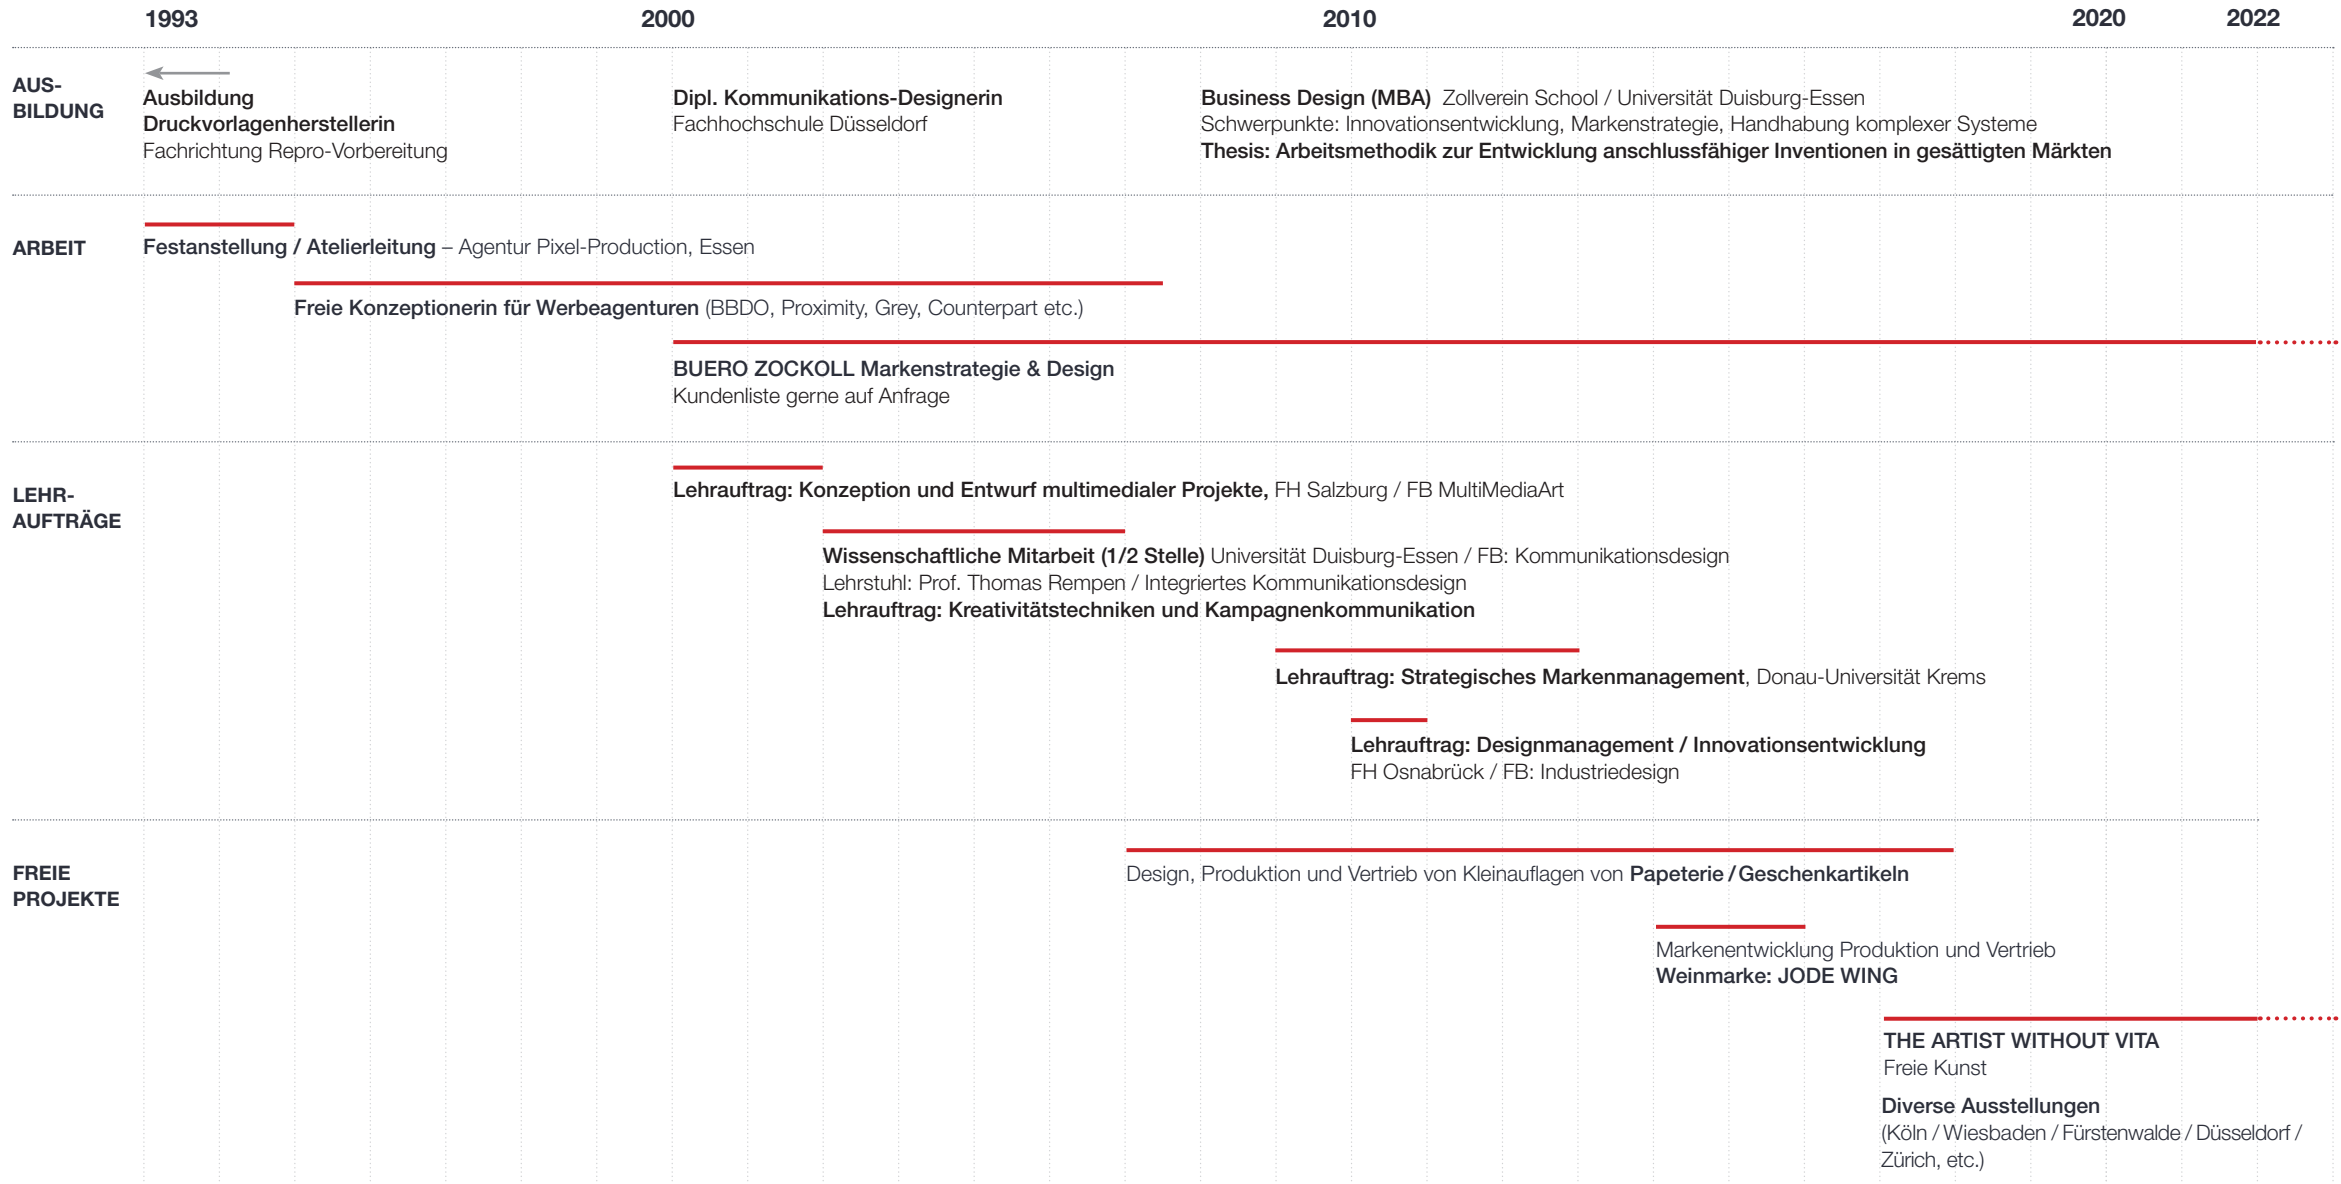 1993 2000 2010 2020 2022
AUS-
BILDUNG
Ausbildung
Druckvorlagenherstellerin
Fachrichtung Repro-Vorbereitung
Dipl. Kommunikations-Designerin
Fachhochschule Düsseldorf
Business Design (MBA) Zollverein School / Universität Duisburg-Essen
Schwerpunkte: Innovationsentwicklung, Markenstrategie, Handhabung komplexer Systeme
Thesis: Arbeitsmethodik zur Entwicklung anschlussfähiger Inventionen in gesättigten Märkten
ARBEIT
Festanstellung / Atelierleitung – Agentur Pixel-Production, Essen
Freie Konzeptionerin für Werbeagenturen (BBDO, Proximity, Grey, Counterpart etc.)
BUERO ZOCKOLL Markenstrategie & Design
Kundenliste gerne auf Anfrage
LEHR-
AUFTRÄGE
Lehrauftrag: Konzeption und Entwurf multimedialer Projekte, FH Salzburg / FB MultiMediaArt
Wissenschaftliche Mitarbeit (1/2 Stelle) Universität Duisburg-Essen / FB: Kommunikationsdesign
Lehrstuhl: Prof. Thomas Rempen / Integriertes Kommunikationsdesign
Lehrauftrag: Kreativitätstechniken und Kampagnenkommunikation
Lehrauftrag: Strategisches Markenmanagement, Donau-Universität Krems
Lehrauftrag: Designmanagement / Innovationsentwicklung
FH Osnabrück / FB: Industriedesign
FREIE
PROJEKTE
Design, Produktion und Vertrieb von Kleinauflagen von Papeterie / Geschenkartikeln
Markenentwicklung Produktion und Vertrieb
Weinmarke: JODE WING
THE ARTIST WITHOUT VITA
Freie Kunst
Diverse Ausstellungen
(Köln / Wiesbaden / Fürstenwalde / Düsseldorf /
Zürich, etc.)